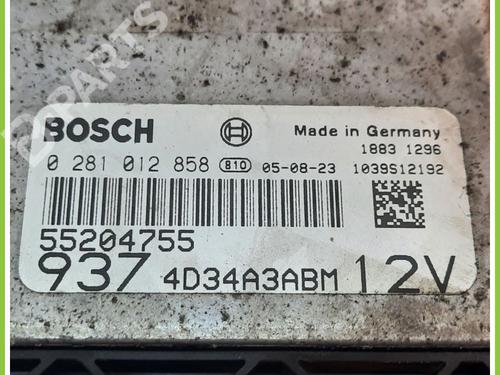 B-PARTS
BOSCH
Made in Germany
1883 1296
0 281 012 858 810 05-08-23 1039S12192
55204755
937 4D34A3ABM 12V